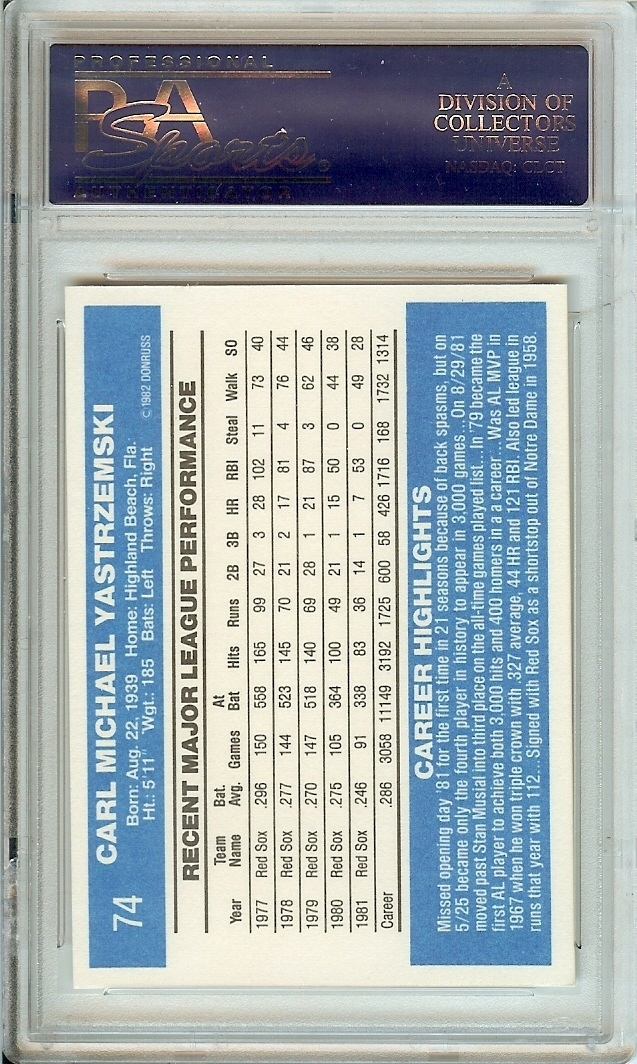 PROFESSIONAL
PSA
Sports
AUTHENTICATOR
A
DIVISION OF
COLLECTORS
UNIVERSE
NASDAQ: CLCT
74
CARL MICHAEL YASTRZEMSKI
Born: Aug. 22, 1939 Home: Highland Beach, Fla.
Ht.: 5'11" Wgt.: 185 Bats: Left Throws: Right
© 1982 DONRUSS
RECENT MAJOR LEAGUE PERFORMANCE
Year Team Name Bat. Avg. Games At Bat Hits Runs 2B 3B HR RBI Steal Walk SO
1977 Red Sox .296 150 558 165 99 27 3 28 102 11 73 40
1978 Red Sox .277 144 523 145 70 21 2 17 81 4 76 44
1979 Red Sox .270 147 518 140 69 28 1 21 87 3 62 46
1980 Red Sox .275 105 364 100 49 21 1 15 50 0 44 38
1981 Red Sox .246 91 338 83 36 14 1 7 53 0 49 28
Career .286 3058 11149 3192 1725 600 58 426 1716 168 1732 1314
CAREER HIGHLIGHTS
Missed opening day '81 for the first time in 21 seasons because of back spasms, but on
5/25 became only the fourth player in history to appear in 3,000 games...On 8/29/81
moved past Stan Musial into third place on the all-time games played list....In '79 became the
first AL player to achieve both 3,000 hits and 400 homers in a a career...Was AL MVP in
1967 when he won triple crown with .327 average, 44 HR and 121 RBI. Also led league in
runs that year with 112...Signed with Red Sox as a shortstop out of Notre Dame in 1958.